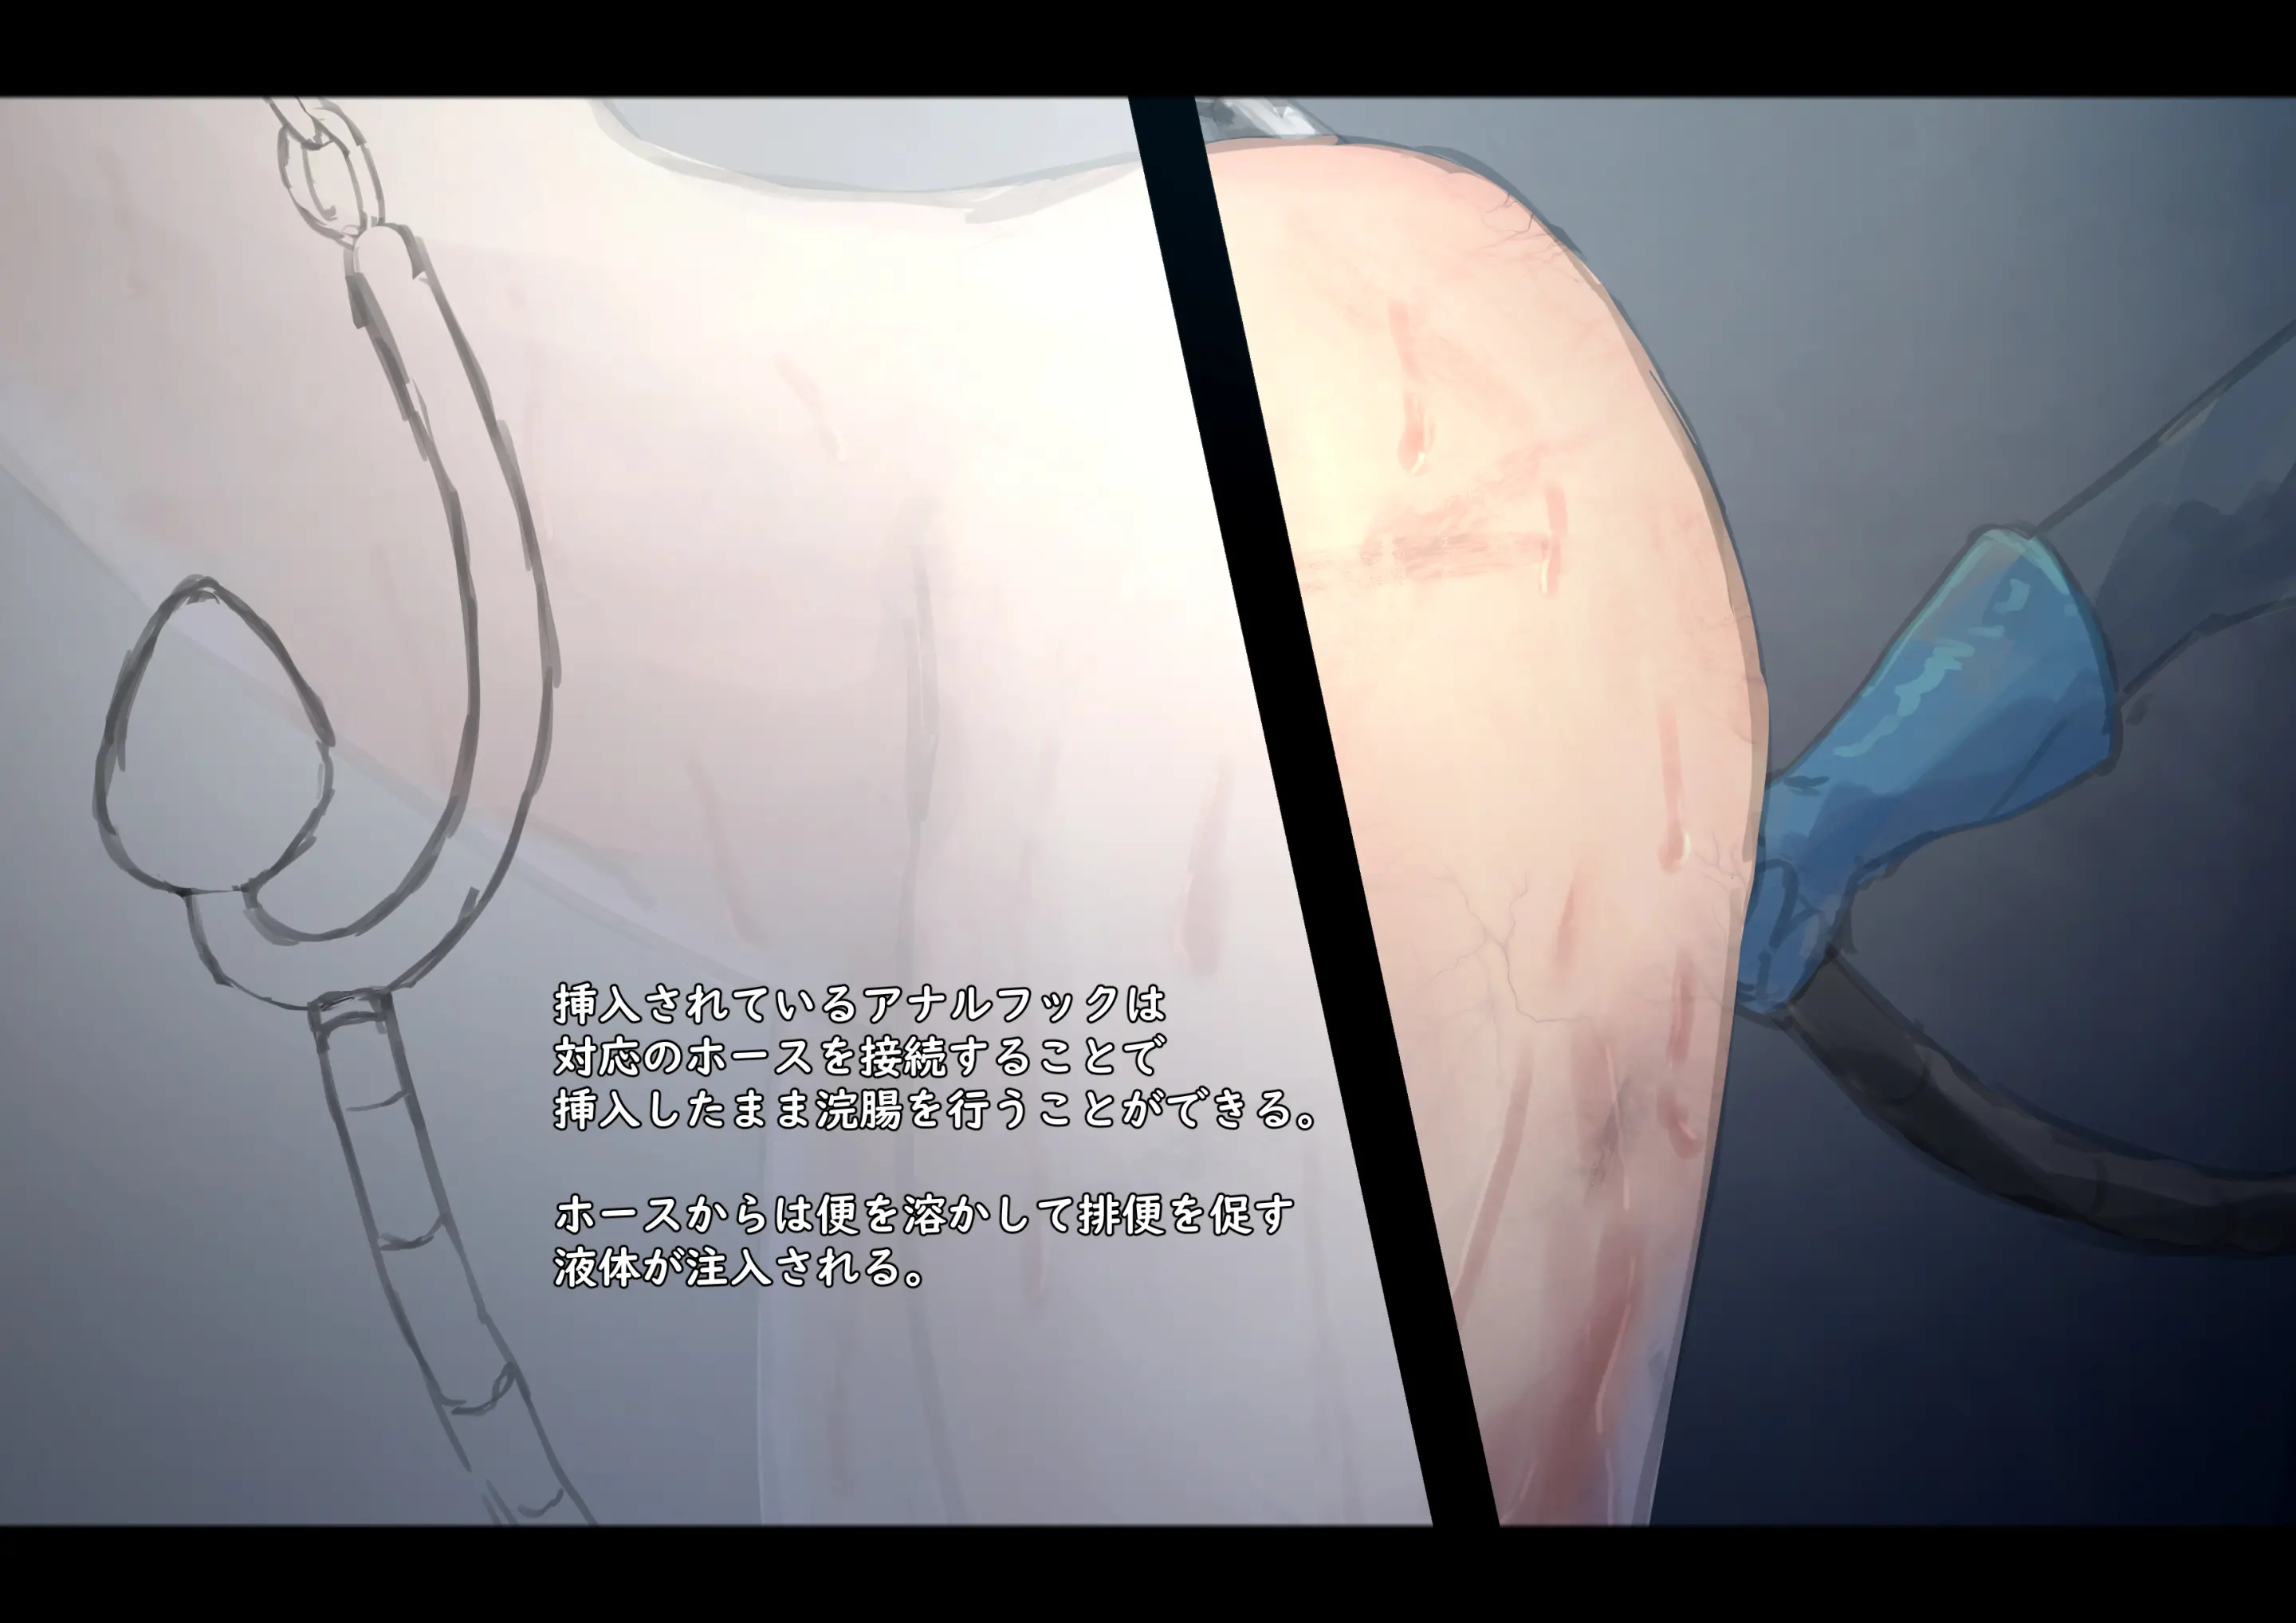 挿入されているアナルフックは
対応のホースを接続することで
挿入したまま浣腸を行うことができる。
ホースからは便を溶かして排便を促す
液体が注入される。